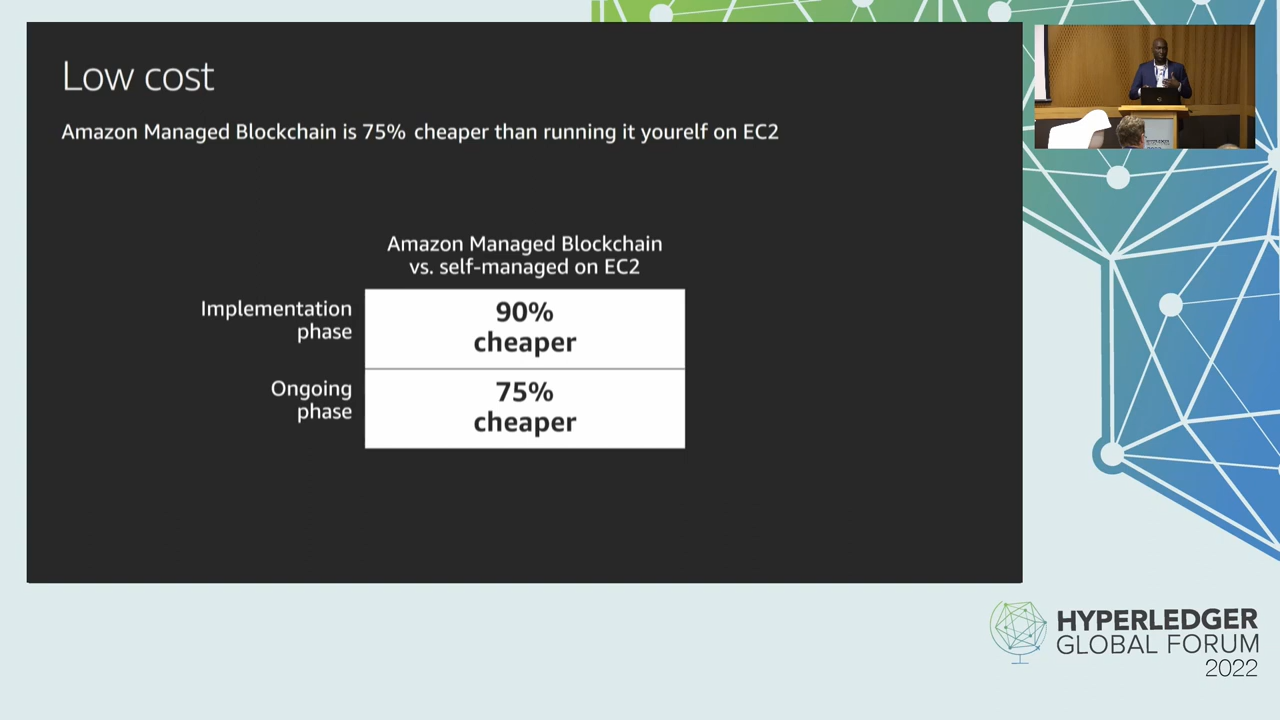 Low cost
Amazon Managed Blockchain is 75% cheaper than running it yourelf on EC2
Amazon Managed Blockchain
vs. self-managed on EC2
Implementation
phase
90%
cheaper
Ongoing
phase
75%
cheaper
HYPERLEDGER
GLOBAL FORUM
2022